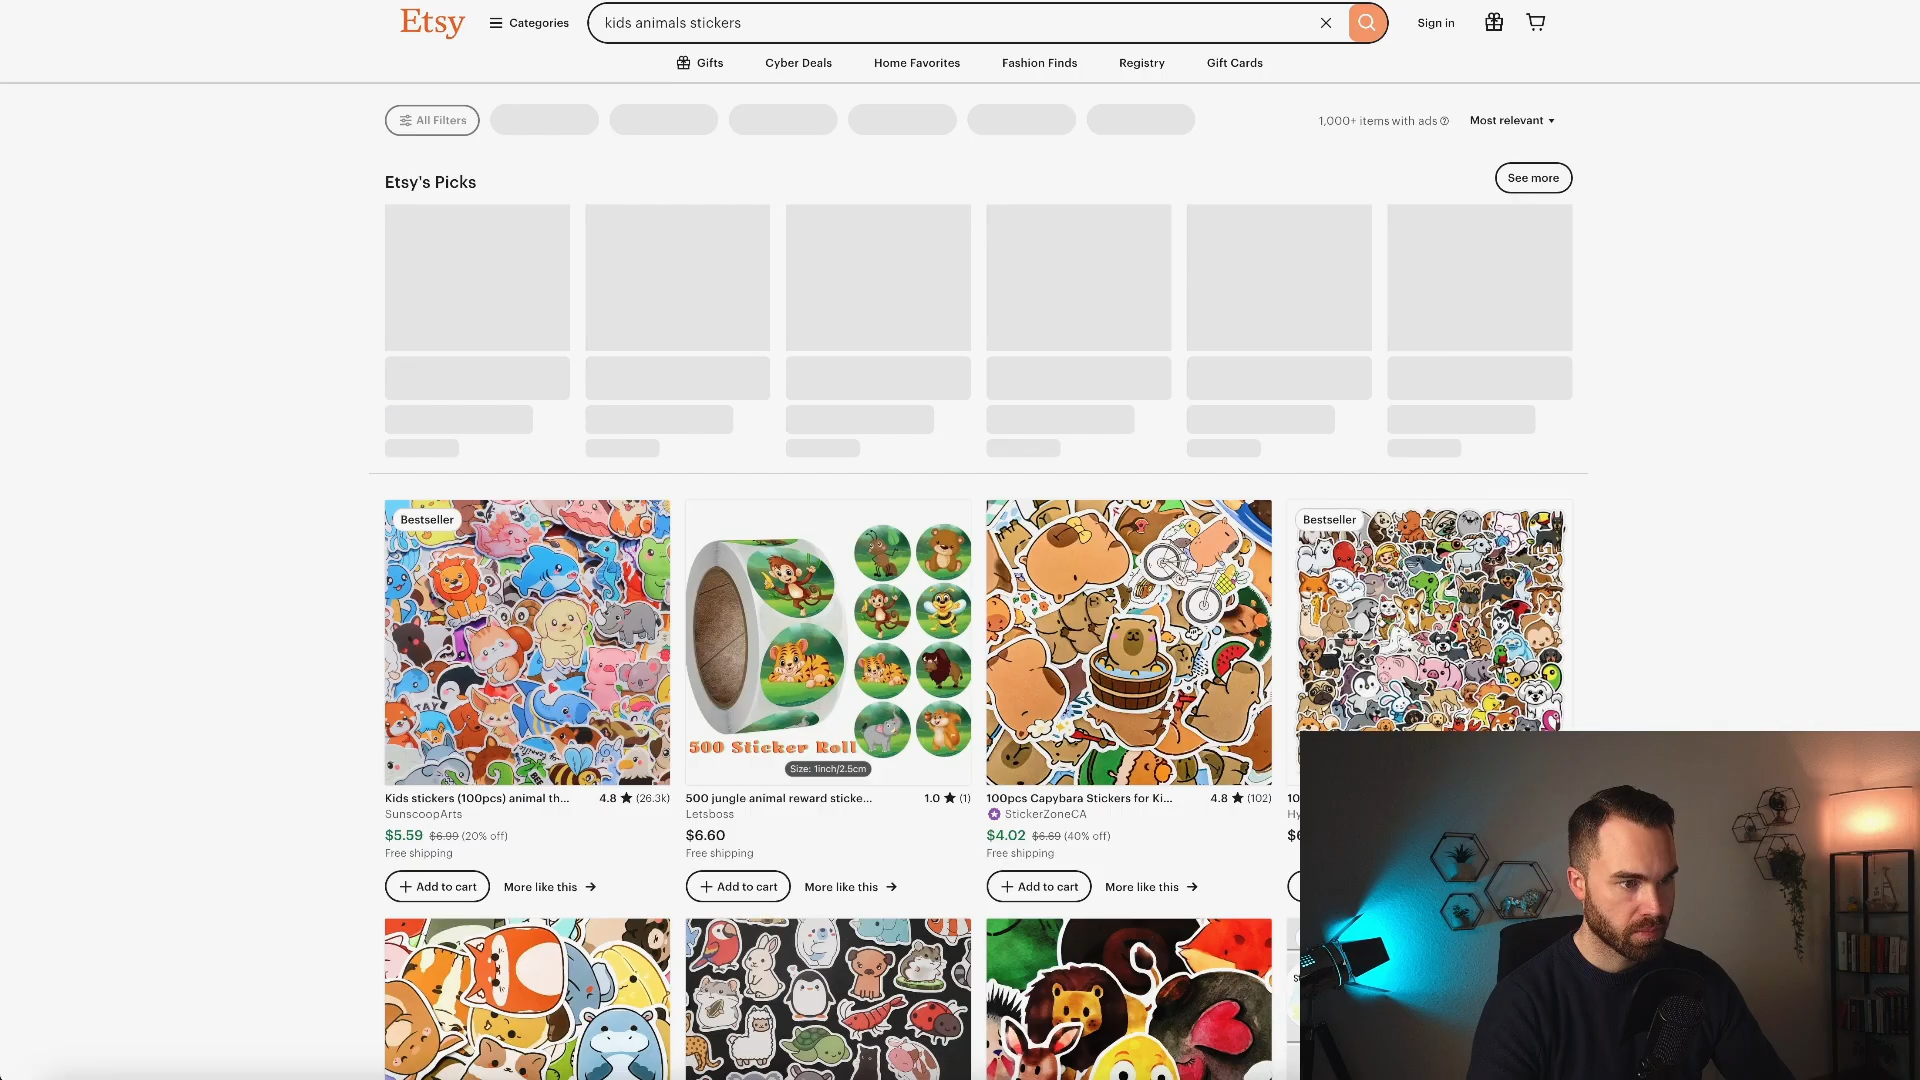 Etsy
Categories
kids animals stickers
Sign in
Gifts
Cyber Deals
Home Favorites
Fashion Finds
Registry
Gift Cards
All Filters
1,000+ items with ads
Most relevant
Etsy's Picks
See more
Bestseller
500 Sticker Roll
Size: 1inch/2.5cm
Bestseller
Kids stickers (100pcs) animal th... 4.8 ★ (26.3k)
SunscoopArts
$5.59 $6.99 (20% off)
Free shipping
+ Add to cart
More like this →
500 jungle animal reward sticke... 1.0 ★ (1)
Letsboss
$6.60
Free shipping
+ Add to cart
More like this →
100pcs Capybara Stickers for Ki... 4.8 ★ (102)
StickerZoneCA
$4.02 $6.69 (40% off)
Free shipping
+ Add to cart
More like this →